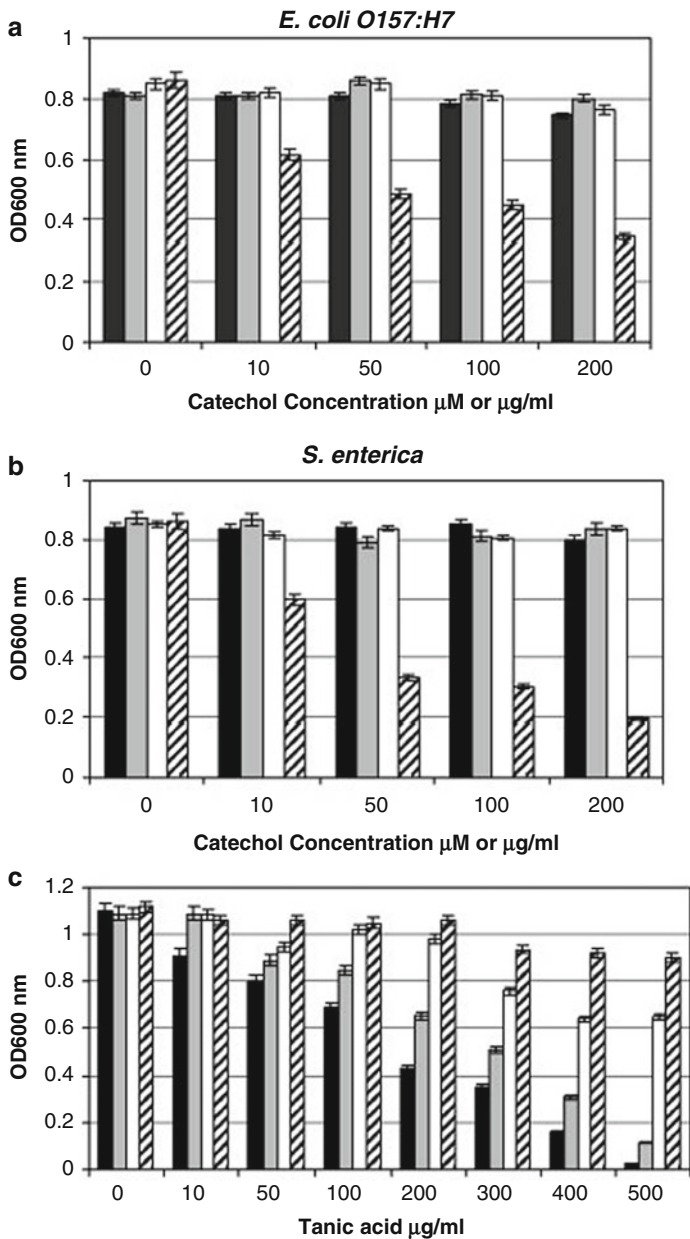 a
E. coli O157:H7
1
0.8
0.6
0.4
0.2
0
OD600 nm
0 10 50 100 200
Catechol Concentration μM or μg/ml
b
S. enterica
1
0.8
0.6
0.4
0.2
0
OD600 nm
0 10 50 100 200
Catechol Concentration μM or μg/ml
c
1.2
1
0.8
0.6
0.4
0.2
0
OD600 nm
0 10 50 100 200 300 400 500
Tanic acid μg/ml